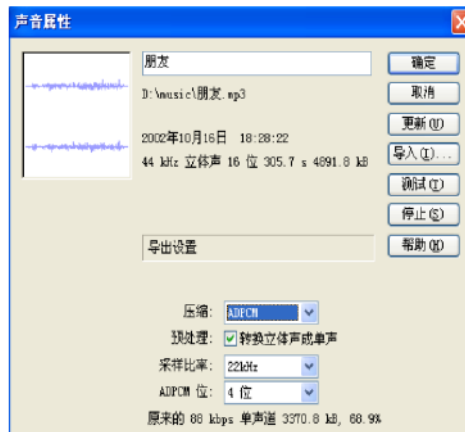 声音属性
朋友
确定
D:\music\朋友.mp3
取消
更新(U)
2002年10月16日 18:28:22
44 kHz 立体声 16 位 305.7 s 4891.8 kB
导入(I)...
测试(T)
停止(S)
导出设置
帮助(H)
压缩: ADPCM
预处理: 转换立体声成单声
采样比率: 22kHz
ADPCM 位: 4 位
原来的 88 kbps 单声道 3370.8 kB, 68.9%